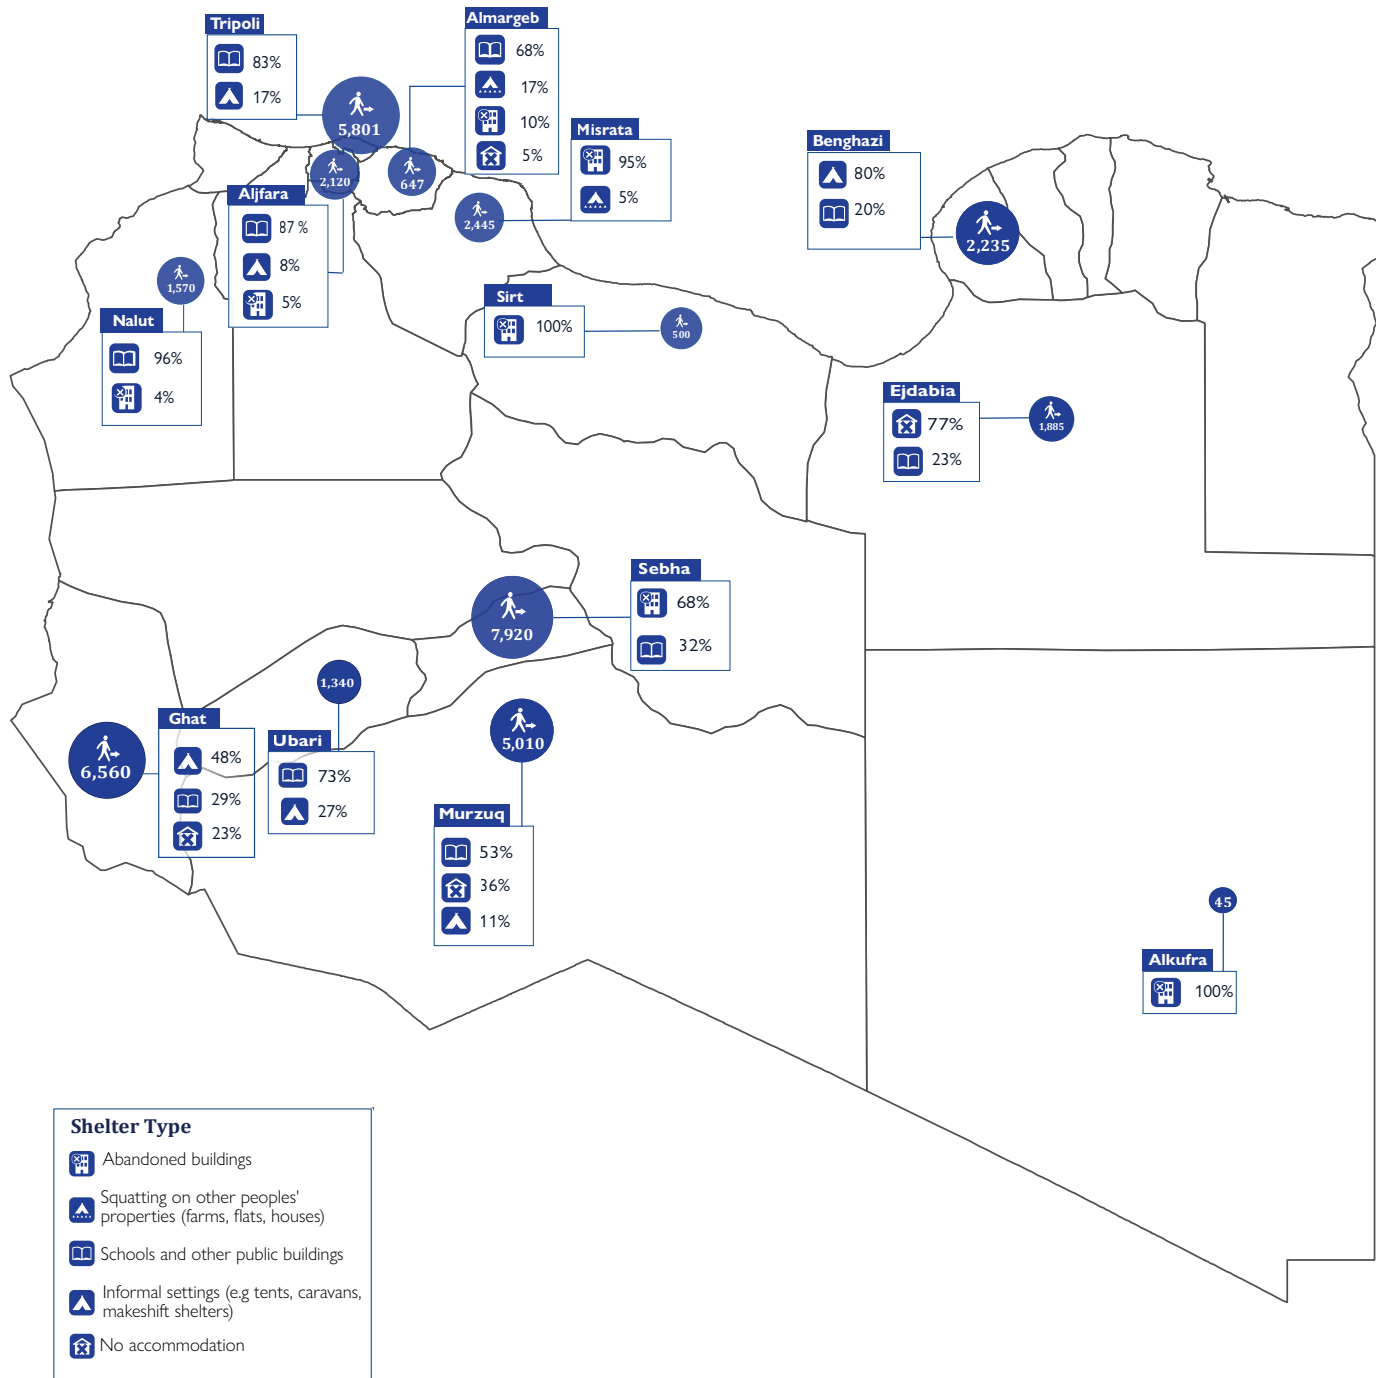 Tripoli
83%
17%
5,801
Almargeb
68%
17%
10%
5%
647
Misrata
95%
5%
2,445
Benghazi
80%
20%
2,235
2,120
Aljfara
87 %
8%
5%
1,570
Nalut
96%
4%
Sirt
100%
500
Ejdabia
77%
23%
1,885
Sebha
68%
32%
7,920
Ghat
48%
29%
23%
6,560
1,340
Ubari
73%
27%
5,010
Murzuq
53%
36%
11%
45
Alkufra
100%
Shelter Type
Abandoned buildings
Squatting on other peoples'
properties (farms, flats, houses)
Schools and other public buildings
Informal settings (e.g tents, caravans,
makeshift shelters)
No accommodation